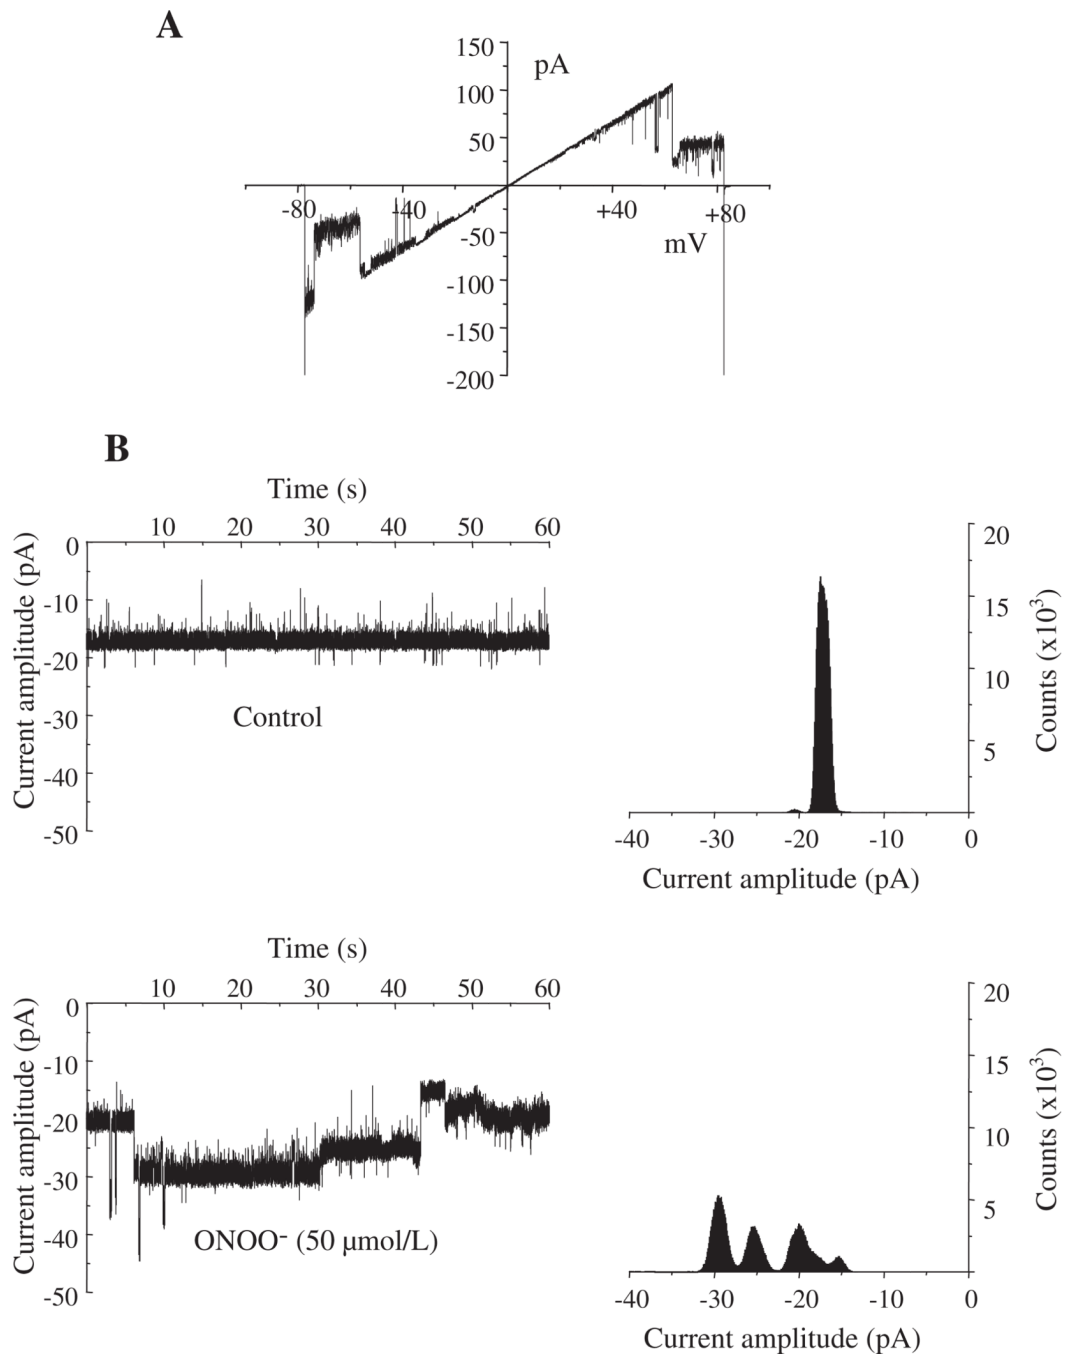 A
150
pA
100
50
-80
-40
+40
+80
mV
-50
-100
-150
-200
B
Time (s)
10 20 30 40 50 60
0
-10
-20
-30
-40
-50
Current amplitude (pA)
Control
20
15
10
5
Counts (x10³)
-40 -30 -20 -10 0
Current amplitude (pA)
Time (s)
10 20 30 40 50 60
0
-10
-20
-30
-40
-50
Current amplitude (pA)
ONOO⁻ (50 μmol/L)
20
15
10
5
Counts (x10³)
-40 -30 -20 -10 0
Current amplitude (pA)